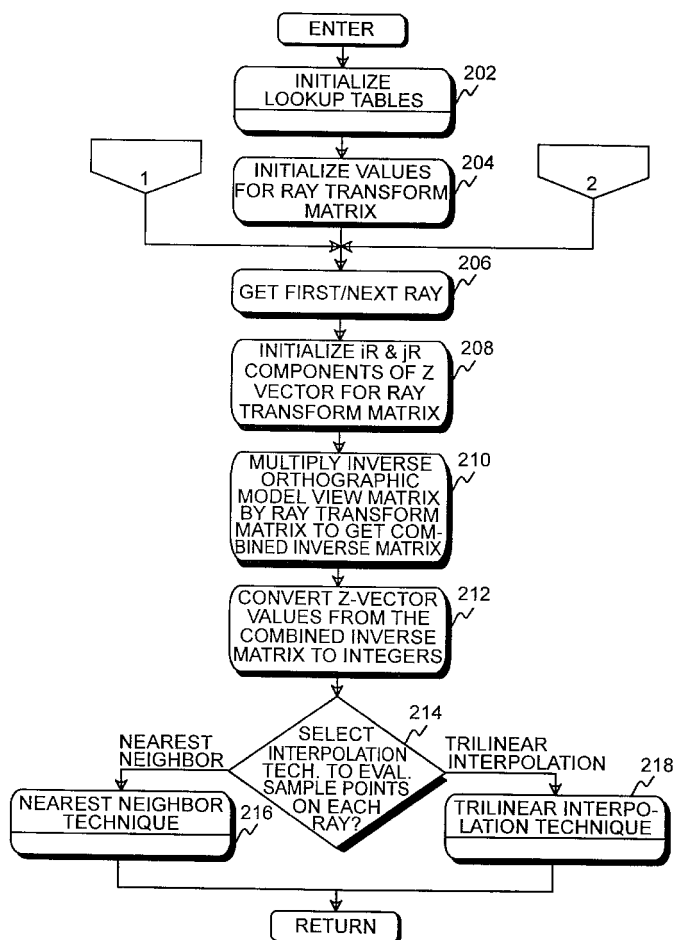 ENTER
INITIALIZE
LOOKUP TABLES
202
1
INITIALIZE VALUES
FOR RAY TRANSFORM
MATRIX
204
2
GET FIRST/NEXT RAY
206
INITIALIZE iR & jR
COMPONENTS OF Z
VECTOR FOR RAY
TRANSFORM MATRIX
208
MULTIPLY INVERSE
ORTHOGRAPHIC
MODEL VIEW MATRIX
BY RAY TRANSFORM
MATRIX TO GET COM-
BINED INVERSE MATRIX
210
CONVERT Z-VECTOR
VALUES FROM THE
COMBINED INVERSE
MATRIX TO INTEGERS
212
SELECT
INTERPOLATION
TECH. TO EVAL.
SAMPLE POINTS
ON EACH
RAY?
214
NEAREST
NEIGHBOR
TRILINEAR
INTERPOLATION
NEAREST NEIGHBOR
TECHNIQUE
216
TRILINEAR INTERPO-
LATION TECHNIQUE
218
RETURN